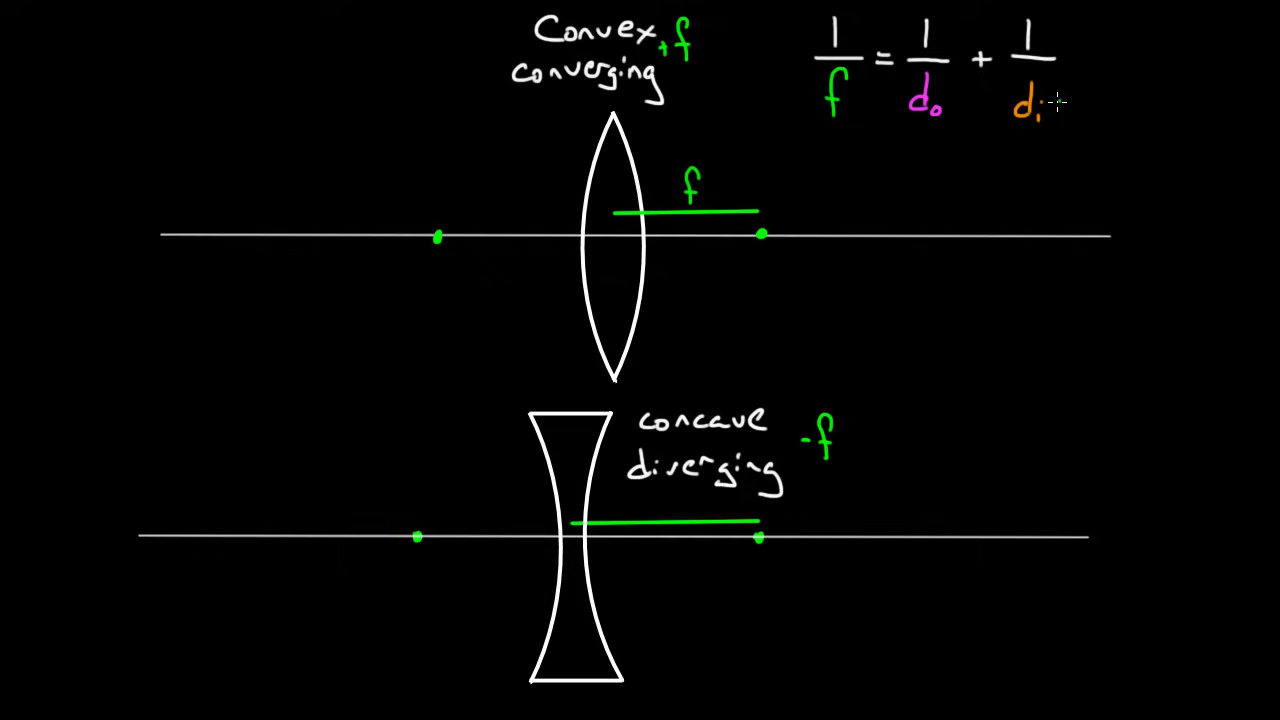 Convex +f
converging
1/f = 1/do + 1/di
f
concave -f
diverging